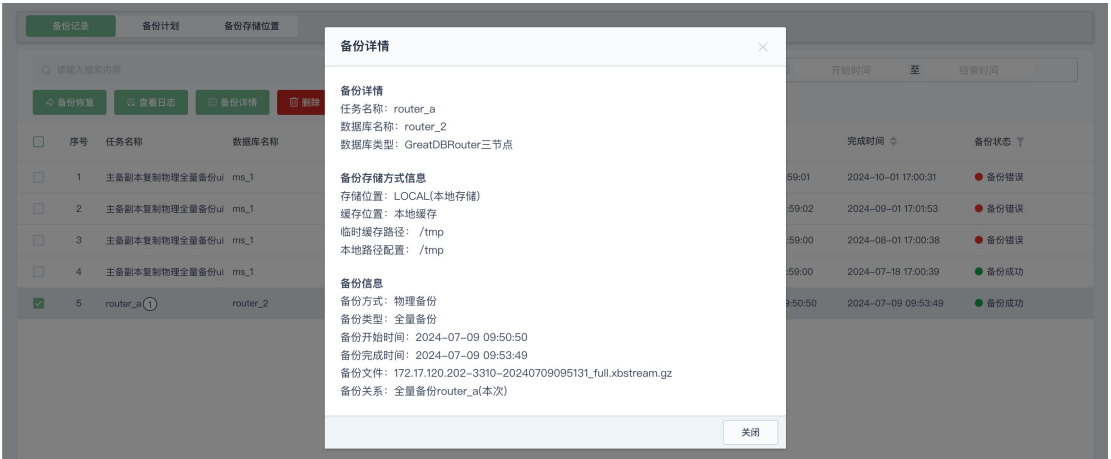 备份记录 备份计划 备份存储位置
请输入搜索内容 开始时间 至 结束时间
备份恢复 查看日志 备份详情 删除
序号 任务名称 数据库名称 完成时间 备份状态
1 主备副本复制物理全量备份ui ms_1 :59:01 2024-10-01 17:00:31 备份错误
2 主备副本复制物理全量备份ui ms_1 :59:02 2024-09-01 17:01:53 备份错误
3 主备副本复制物理全量备份ui ms_1 :59:00 2024-08-01 17:00:38 备份错误
4 主备副本复制物理全量备份ui ms_1 :59:00 2024-07-18 17:00:39 备份成功
5 router_a 1 router_2 9:50:50 2024-07-09 09:53:49 备份成功
备份详情
备份详情
任务名称：router_a
数据库名称：router_2
数据库类型：GreatDBRouter三节点
备份存储方式信息
存储位置：LOCAL(本地存储)
缓存位置：本地缓存
临时缓存路径： /tmp
本地路径配置： /tmp
备份信息
备份方式：物理备份
备份类型：全量备份
备份开始时间：2024-07-09 09:50:50
备份完成时间：2024-07-09 09:53:49
备份文件：172.17.120.202-3310-20240709095131_full.xbstream.gz
备份关系：全量备份router_a(本次)
关闭